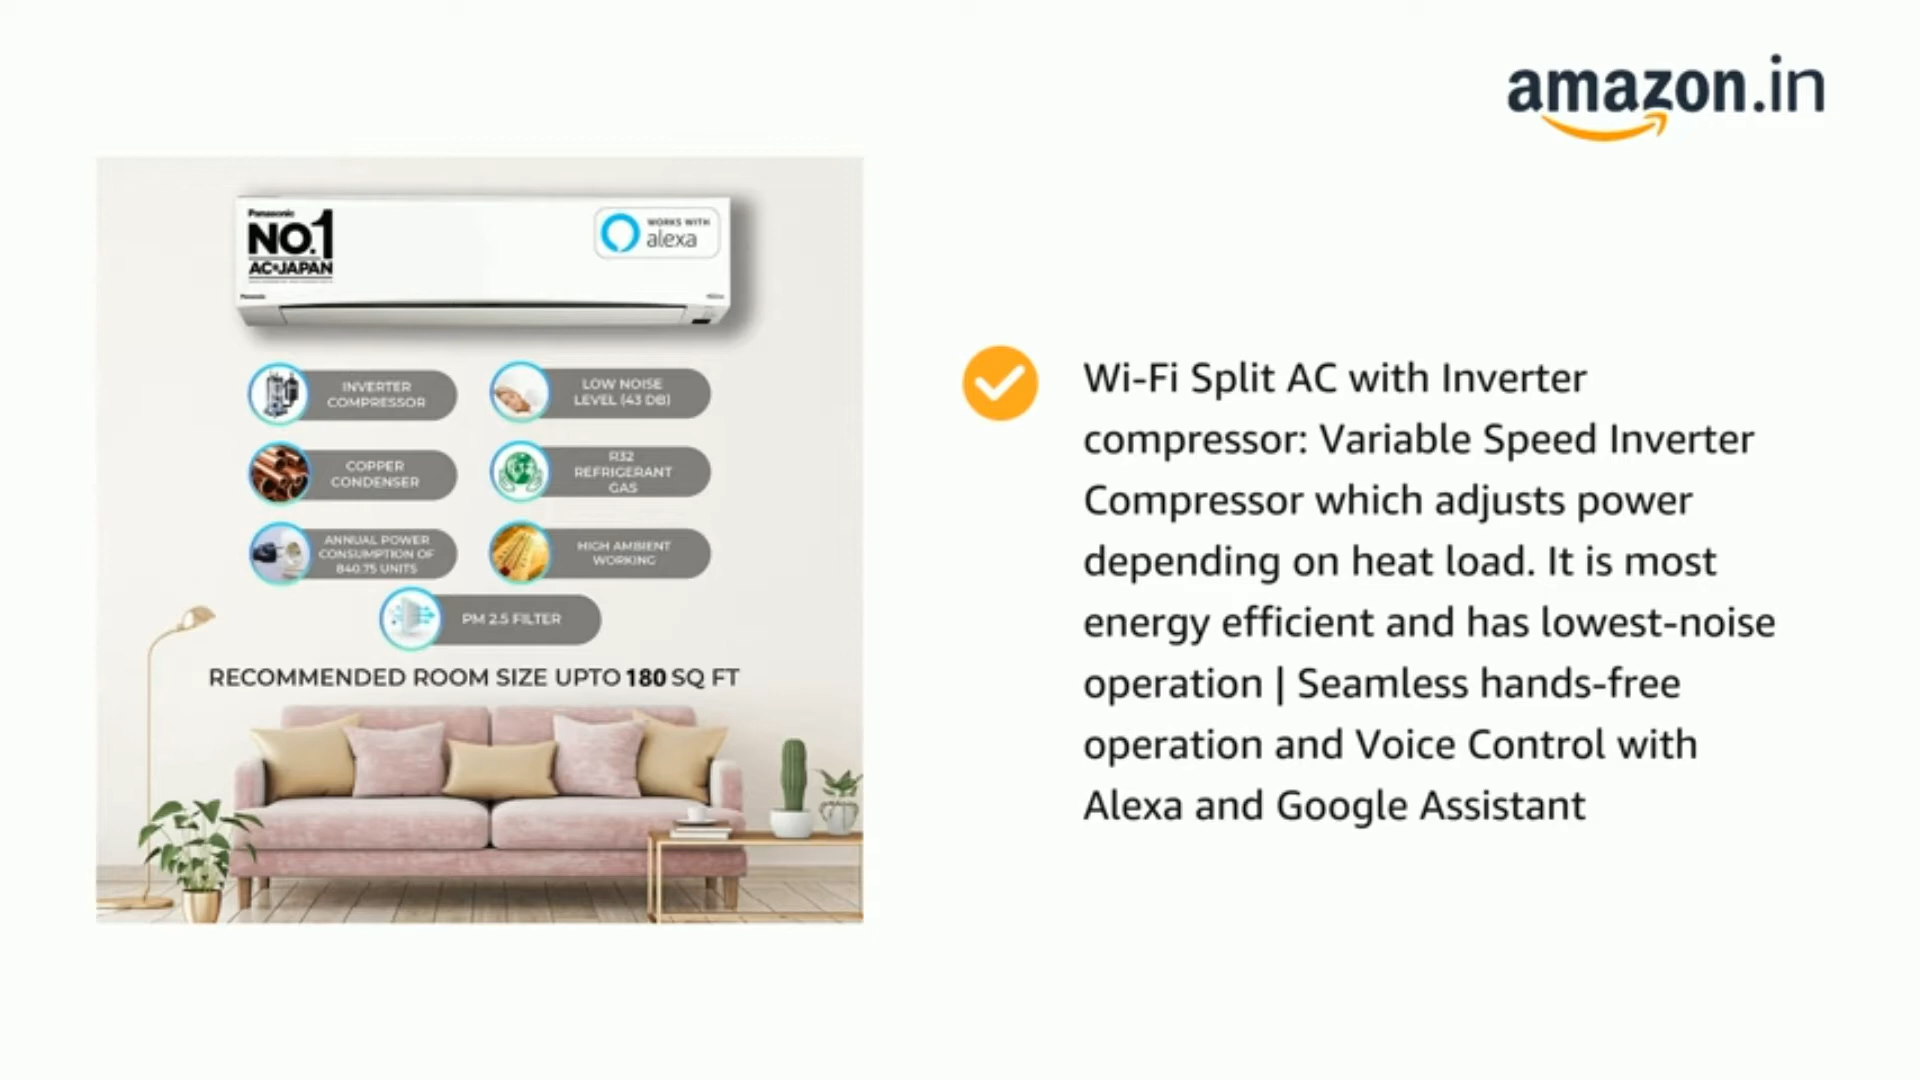 amazon.in
Panasonic
NO.1
AC IN JAPAN
WORKS WITH
alexa
Panasonic
INVERTER
COMPRESSOR
LOW NOISE
LEVEL (43 DB)
COPPER
CONDENSER
R32
REFRIGERANT
GAS
ANNUAL POWER
CONSUMPTION OF
840.75 UNITS
HIGH AMBIENT
WORKING
PM 2.5 FILTER
RECOMMENDED ROOM SIZE UPTO 180 SQ FT
Wi-Fi Split AC with Inverter
compressor: Variable Speed Inverter
Compressor which adjusts power
depending on heat load. It is most
energy efficient and has lowest-noise
operation | Seamless hands-free
operation and Voice Control with
Alexa and Google Assistant